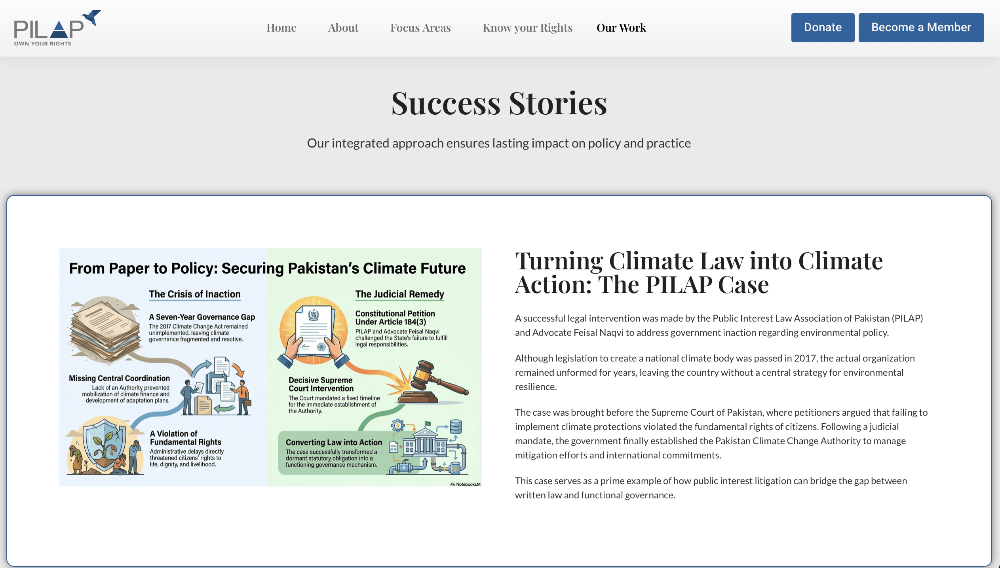 PILAP
OWN YOUR RIGHTS
Home
About
Focus Areas
Know your Rights
Our Work
Donate
Become a Member
Success Stories
Our integrated approach ensures lasting impact on policy and practice
From Paper to Policy: Securing Pakistan's Climate Future
The Crisis of Inaction
A Seven-Year Governance Gap
The 2017 Climate Change Act remained
unimplemented, leaving climate
governance fragmented and reactive.
Missing Central Coordination
Lack of an Authority prevented
mobilization of climate finance and
development of adaptation plans.
A Violation of
Fundamental Rights
Administrative delays directly
threatened citizens' rights to
life, dignity, and livelihood.
The Judicial Remedy
Constitutional Petition
Under Article 184(3)
PILAP and Advocate Feisal Naqvi
challenged the State's failure to fulfill
legal responsibilities.
Decisive Supreme
Court Intervention
The Court mandated a fixed timeline
for the immediate establishment of
the Authority.
Converting Law into Action
The case successfully transformed a
dormant statutory obligation into a
functioning governance mechanism.
NotebookLM
Turning Climate Law into Climate
Action: The PILAP Case
A successful legal intervention was made by the Public Interest Law Association of Pakistan (PILAP)
and Advocate Feisal Naqvi to address government inaction regarding environmental policy.
Although legislation to create a national climate body was passed in 2017, the actual organization
remained unformed for years, leaving the country without a central strategy for environmental
resilience.
The case was brought before the Supreme Court of Pakistan, where petitioners argued that failing to
implement climate protections violated the fundamental rights of citizens. Following a judicial
mandate, the government finally established the Pakistan Climate Change Authority to manage
mitigation efforts and international commitments.
This case serves as a prime example of how public interest litigation can bridge the gap between
written law and functional governance.